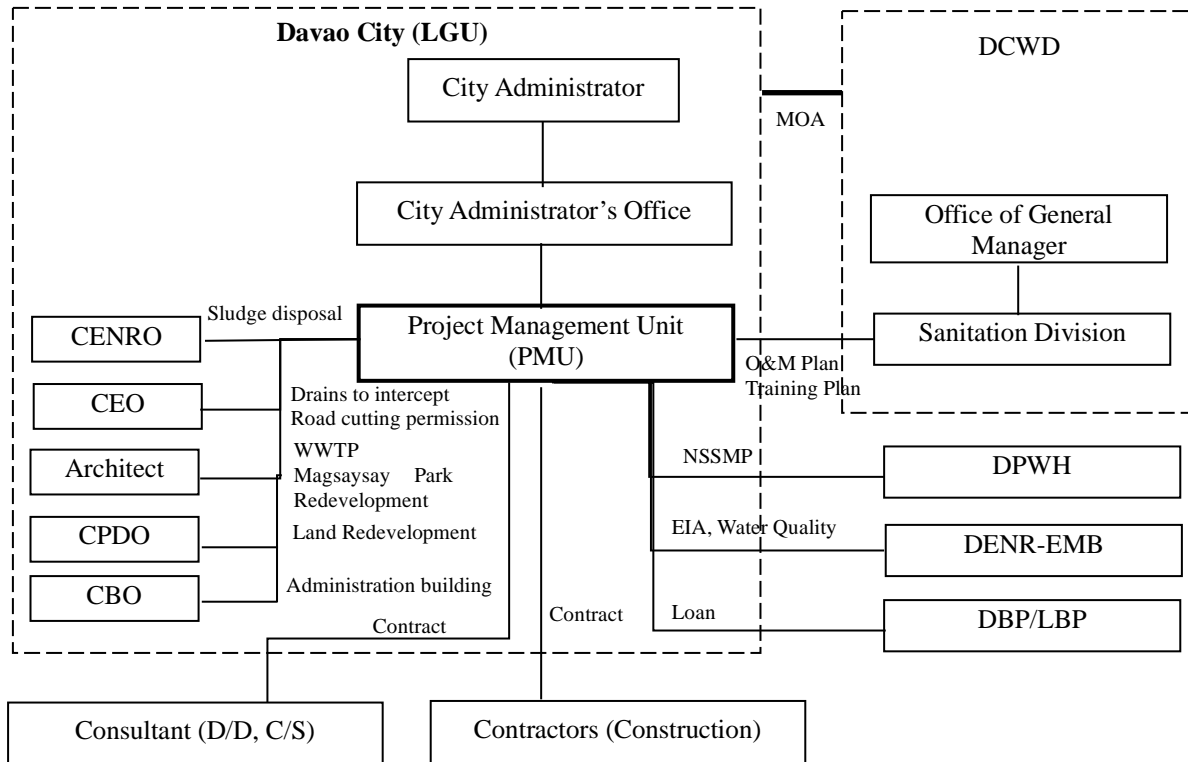 Davao City (LGU)
DCWD
City Administrator
MOA
City Administrator's Office
Office of General
Manager
Sludge disposal
CENRO
Project Management Unit
(PMU)
Sanitation Division
O&M Plan
Training Plan
CEO
Drains to intercept
Road cutting permission
Architect
WWTP
Magsaysay Park
Redevelopment
NSSMP
DPWH
CPDO
Land Redevelopment
EIA, Water Quality
DENR-EMB
CBO
Administration building
Contract
Contract
Loan
DBP/LBP
Consultant (D/D, C/S)
Contractors (Construction)